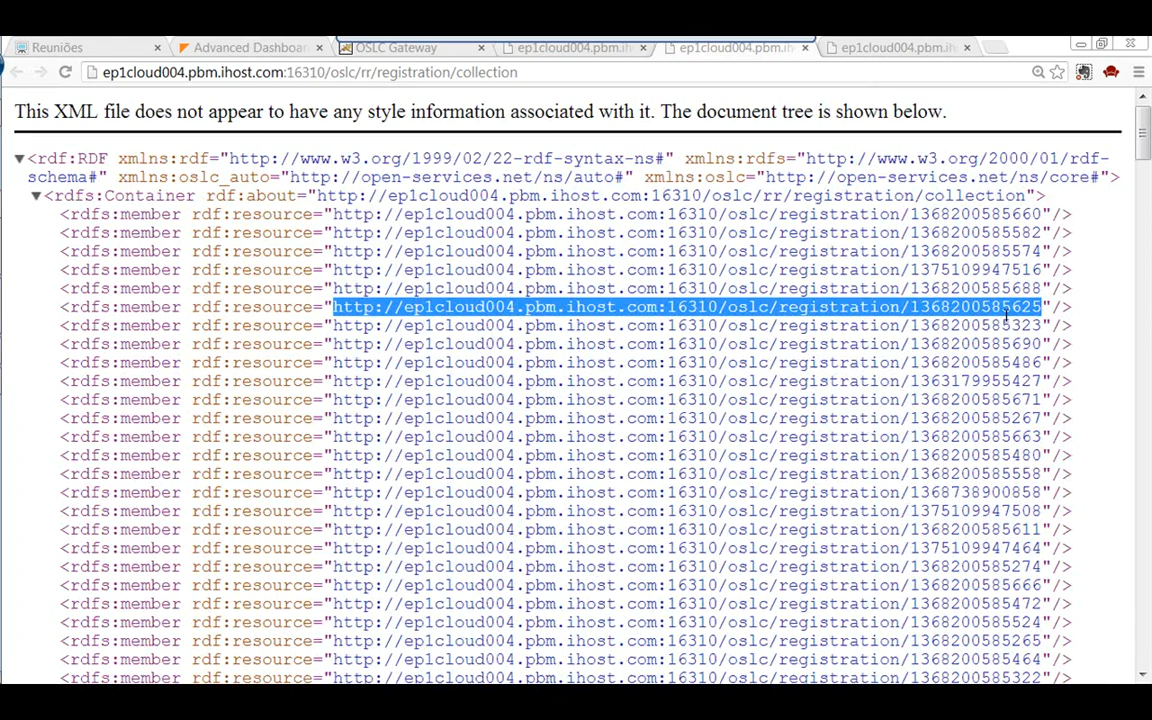 Reuniões
Advanced Dashboar
OSLC Gateway
ep1cloud004.pbm.ih
ep1cloud004.pbm.ih
ep1cloud004.pbm.ih
ep1cloud004.pbm.ihost.com:16310/oslc/rr/registration/collection
This XML file does not appear to have any style information associated with it. The document tree is shown below.
▼<rdf:RDF xmlns:rdf="http://www.w3.org/1999/02/22-rdf-syntax-ns#" xmlns:rdfs="http://www.w3.org/2000/01/rdf-
schema#" xmlns:oslc_auto="http://open-services.net/ns/auto#" xmlns:oslc="http://open-services.net/ns/core#">
▼<rdfs:Container rdf:about="http://ep1cloud004.pbm.ihost.com:16310/oslc/rr/registration/collection">
<rdfs:member rdf:resource="http://ep1cloud004.pbm.ihost.com:16310/oslc/registration/1368200585660"/>
<rdfs:member rdf:resource="http://ep1cloud004.pbm.ihost.com:16310/oslc/registration/1368200585582"/>
<rdfs:member rdf:resource="http://ep1cloud004.pbm.ihost.com:16310/oslc/registration/1368200585574"/>
<rdfs:member rdf:resource="http://ep1cloud004.pbm.ihost.com:16310/oslc/registration/1375109947516"/>
<rdfs:member rdf:resource="http://ep1cloud004.pbm.ihost.com:16310/oslc/registration/1368200585688"/>
<rdfs:member rdf:resource="http://ep1cloud004.pbm.ihost.com:16310/oslc/registration/1368200585625"/>
<rdfs:member rdf:resource="http://ep1cloud004.pbm.ihost.com:16310/oslc/registration/1368200585323"/>
<rdfs:member rdf:resource="http://ep1cloud004.pbm.ihost.com:16310/oslc/registration/1368200585690"/>
<rdfs:member rdf:resource="http://ep1cloud004.pbm.ihost.com:16310/oslc/registration/1368200585486"/>
<rdfs:member rdf:resource="http://ep1cloud004.pbm.ihost.com:16310/oslc/registration/1363179955427"/>
<rdfs:member rdf:resource="http://ep1cloud004.pbm.ihost.com:16310/oslc/registration/1368200585671"/>
<rdfs:member rdf:resource="http://ep1cloud004.pbm.ihost.com:16310/oslc/registration/1368200585267"/>
<rdfs:member rdf:resource="http://ep1cloud004.pbm.ihost.com:16310/oslc/registration/1368200585663"/>
<rdfs:member rdf:resource="http://ep1cloud004.pbm.ihost.com:16310/oslc/registration/1368200585480"/>
<rdfs:member rdf:resource="http://ep1cloud004.pbm.ihost.com:16310/oslc/registration/1368200585558"/>
<rdfs:member rdf:resource="http://ep1cloud004.pbm.ihost.com:16310/oslc/registration/1368738900858"/>
<rdfs:member rdf:resource="http://ep1cloud004.pbm.ihost.com:16310/oslc/registration/1375109947508"/>
<rdfs:member rdf:resource="http://ep1cloud004.pbm.ihost.com:16310/oslc/registration/1368200585611"/>
<rdfs:member rdf:resource="http://ep1cloud004.pbm.ihost.com:16310/oslc/registration/1375109947464"/>
<rdfs:member rdf:resource="http://ep1cloud004.pbm.ihost.com:16310/oslc/registration/1368200585274"/>
<rdfs:member rdf:resource="http://ep1cloud004.pbm.ihost.com:16310/oslc/registration/1368200585666"/>
<rdfs:member rdf:resource="http://ep1cloud004.pbm.ihost.com:16310/oslc/registration/1368200585472"/>
<rdfs:member rdf:resource="http://ep1cloud004.pbm.ihost.com:16310/oslc/registration/1368200585524"/>
<rdfs:member rdf:resource="http://ep1cloud004.pbm.ihost.com:16310/oslc/registration/1368200585265"/>
<rdfs:member rdf:resource="http://ep1cloud004.pbm.ihost.com:16310/oslc/registration/1368200585464"/>
<rdfs:member rdf:resource="http://ep1cloud004.pbm.ihost.com:16310/oslc/registration/1368200585322"/>